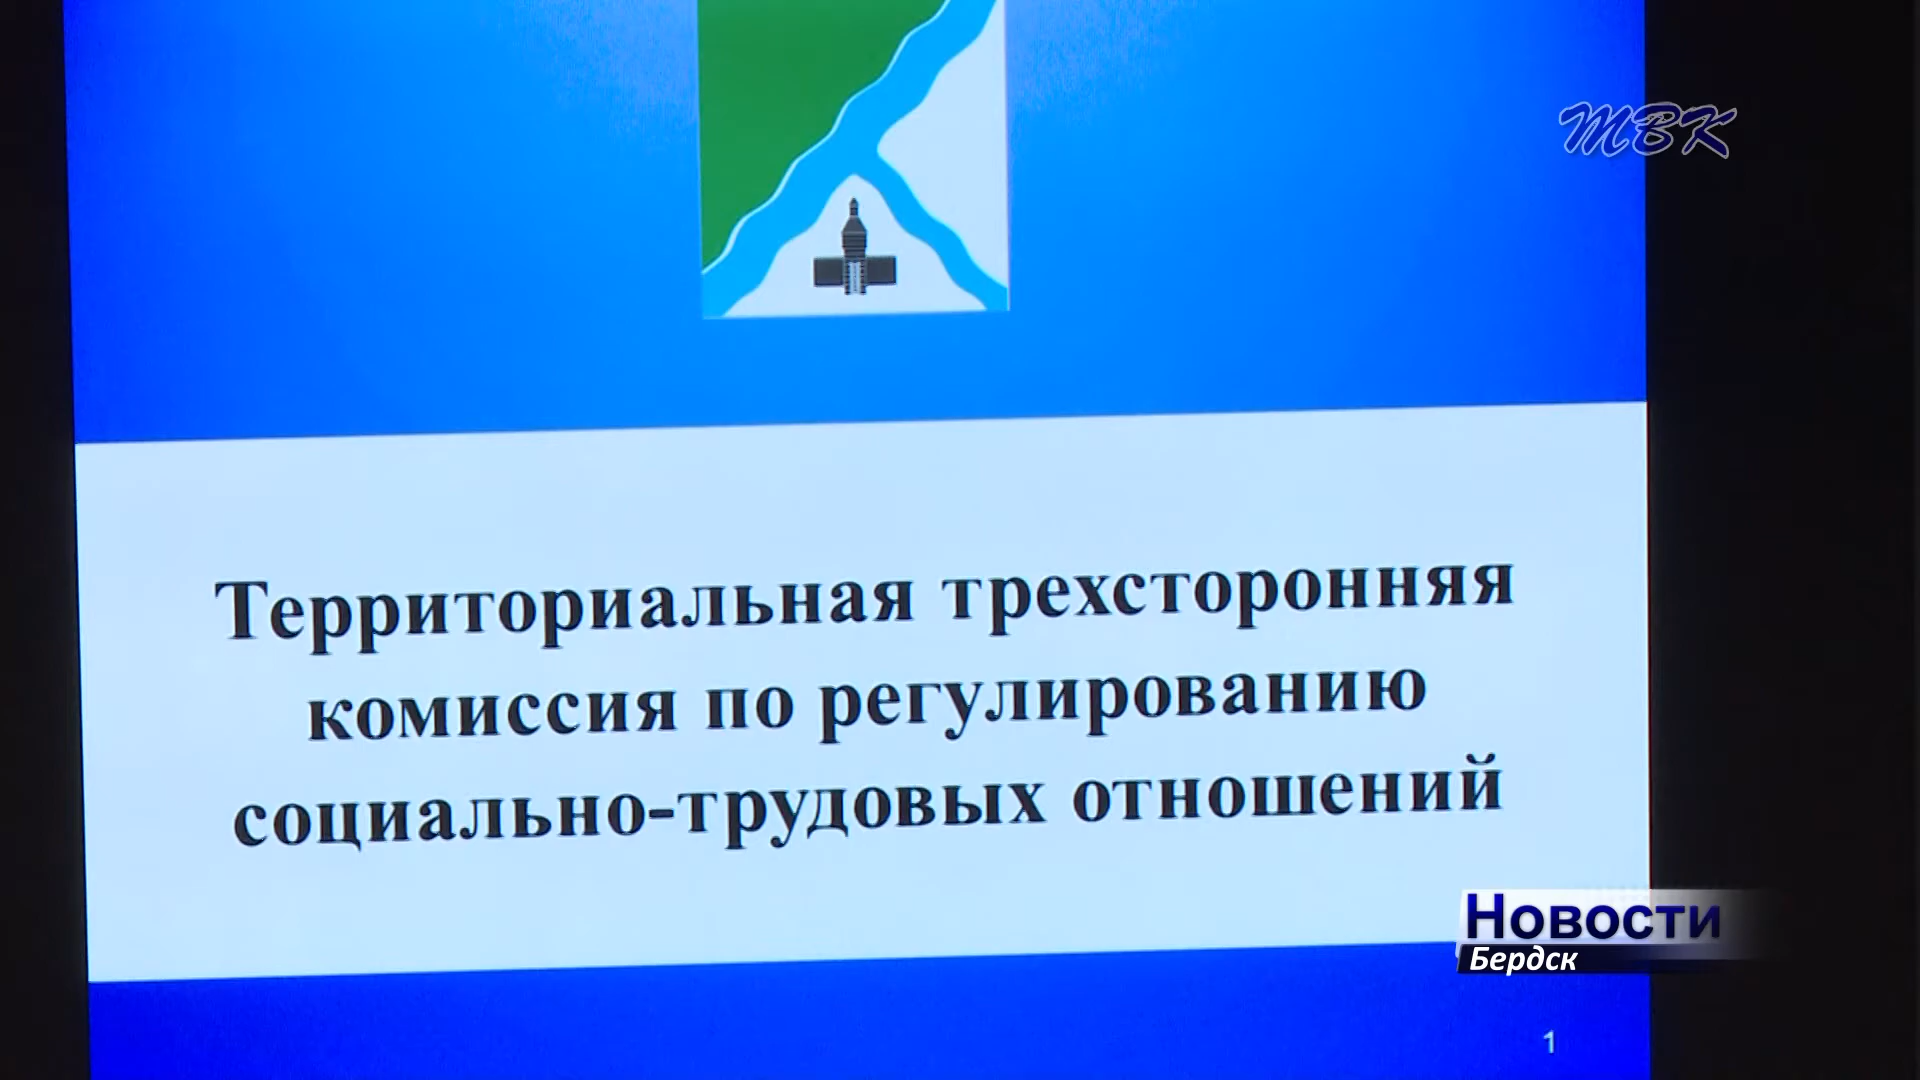 ТВК
Территориальная трехсторонняя
комиссия по регулированию
социально-трудовых отношений
Новости
Бердск
1